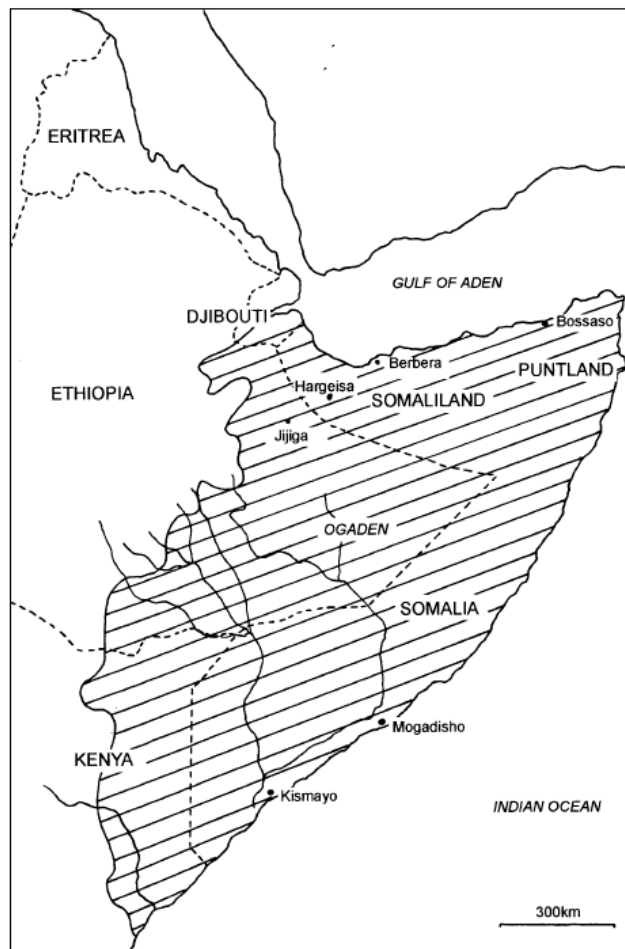 ERITREA
GULF OF ADEN
DJIBOUTI
Bossaso
Berbera
PUNTLAND
ETHIOPIA
Hargeisa
SOMALILAND
Jijiga
OGADEN
SOMALIA
Mogadisho
KENYA
Kismayo
INDIAN OCEAN
300km